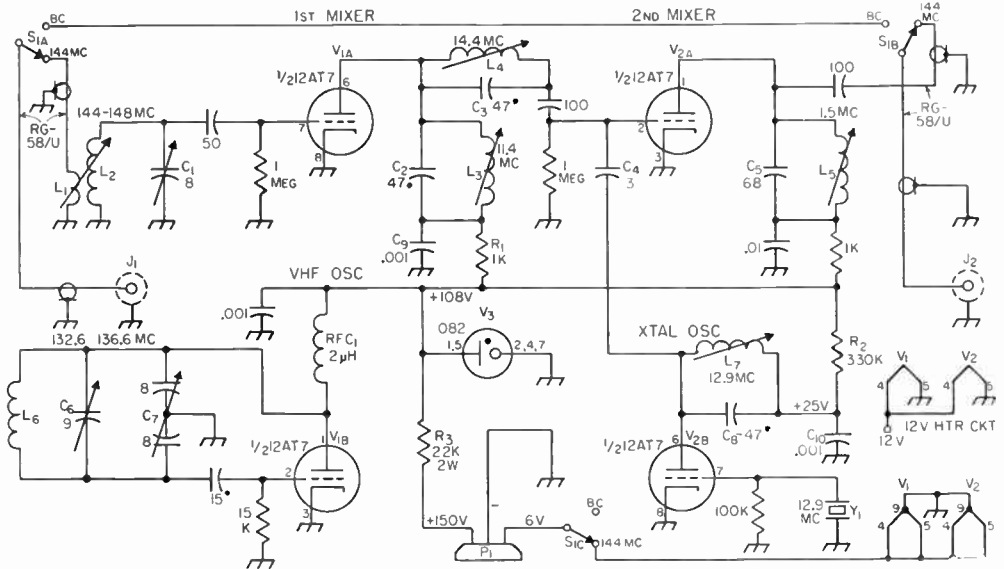 BC
1ST MIXER
2ND MIXER
BC
144 MC
S1A
144MC
S1B
RG-58/U
144-148MC
L1
L2
C1
8
50
1 MEG
1/2 12AT7
V1A
6
7
8
14.4 MC
L4
C3 47
100
C2
47
11.4 MC
L3
1 MEG
C4
3
C9
.001
R1
1K
1/2 12AT7
V2A
1
2
3
100
1.5MC
C5
68
L5
.01
1K
RG-58/U
J1
J2
VHF OSC
.001
+108V
RFC1
2μH
V3
OB2
1,5
2,4,7
XTAL OSC
L7
12.9MC
R2
330K
C8-47
+25V
C10
.001
132.6
136.6 MC
L6
C6
9
8
C7
8
15
15 K
1/2 12AT7
V1B
1
2
3
R3
22K
2W
+150V
-
6V
P1
BC
S1C
144MC
1/2 12AT7
V2B
6
7
8
100K
12.9 MC
Y1
V1
V2
4
5
4
5
12V
12V HTR CKT
V1
V2
9
9
4
5
4
5